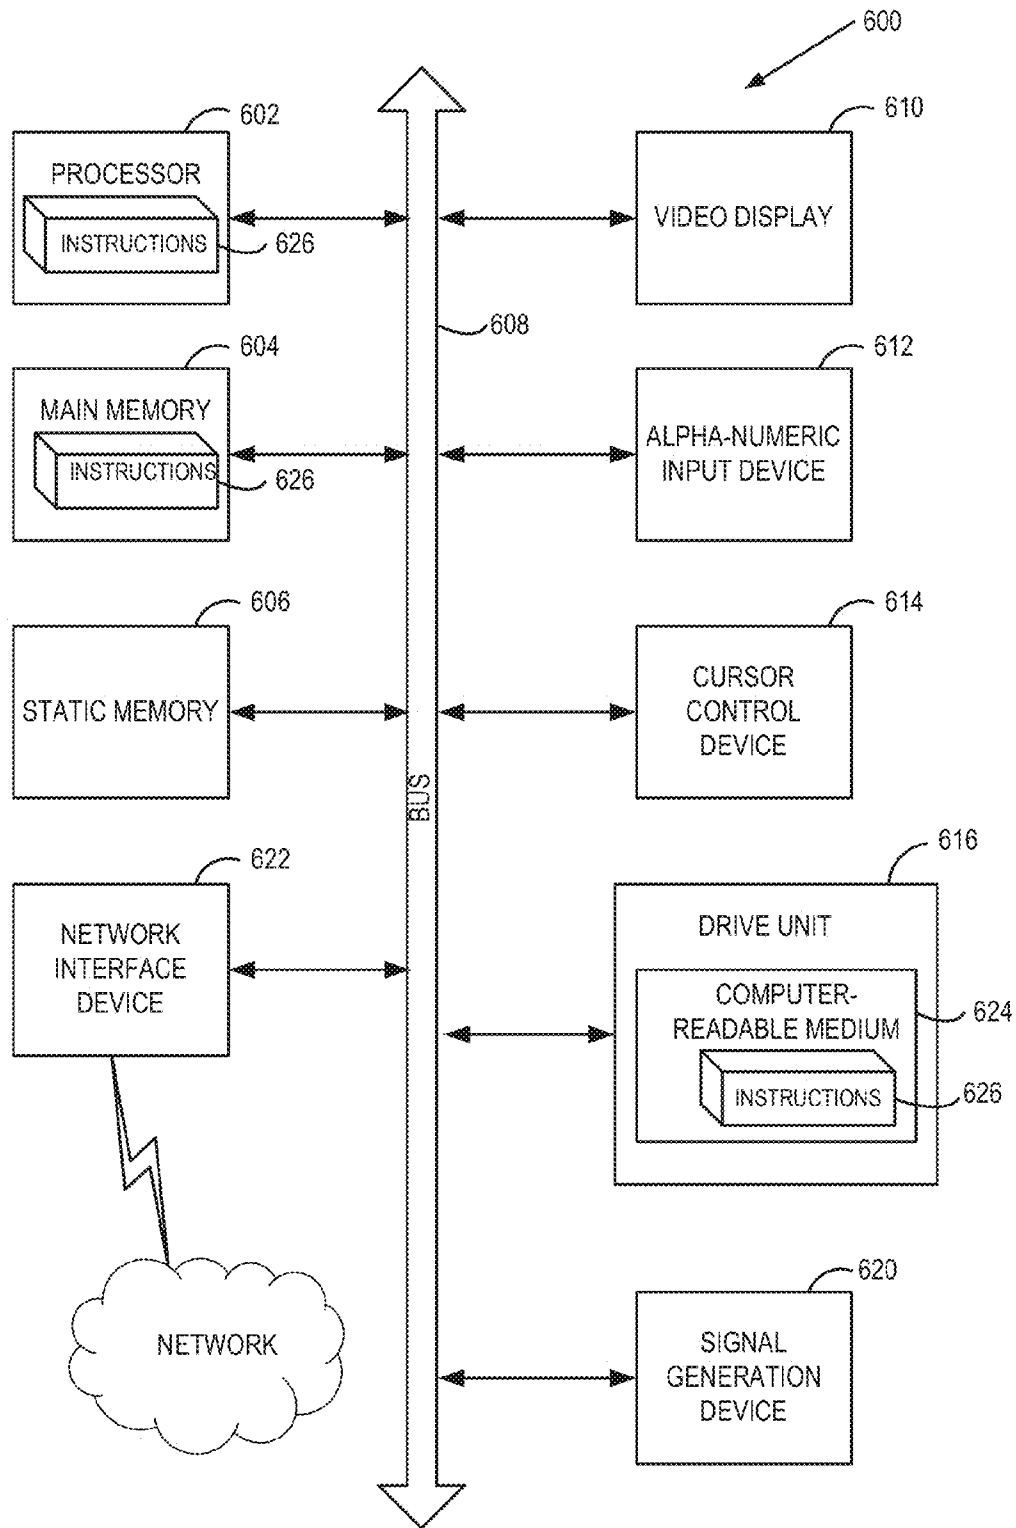 600
602
PROCESSOR
INSTRUCTIONS
626
610
VIDEO DISPLAY
608
604
MAIN MEMORY
INSTRUCTIONS
626
612
ALPHA-NUMERIC
INPUT DEVICE
606
STATIC MEMORY
614
CURSOR
CONTROL
DEVICE
BUS
622
NETWORK
INTERFACE
DEVICE
616
DRIVE UNIT
COMPUTER-
READABLE MEDIUM
624
INSTRUCTIONS
626
NETWORK
620
SIGNAL
GENERATION
DEVICE